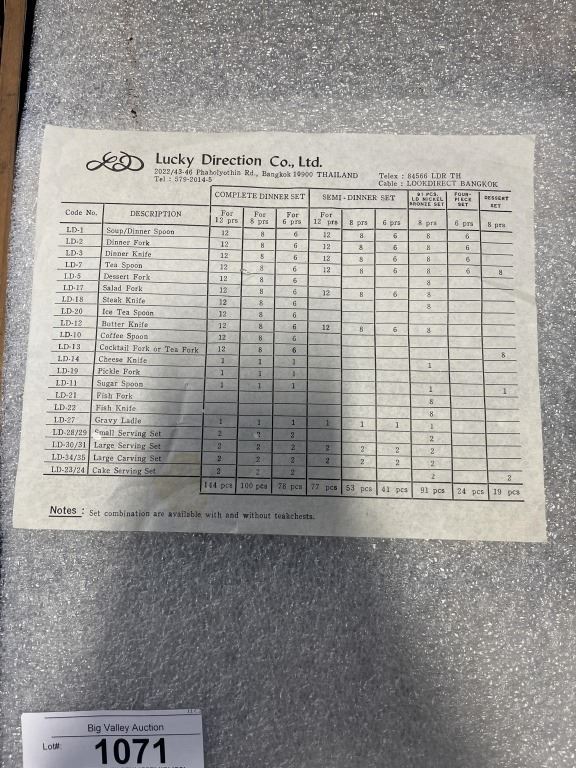 LD Lucky Direction Co., Ltd.
2022/43-46 Phaholyothin Rd., Bangkok 10900 THAILAND Telex : 84566 LDR TH
Tel : 579-2014-5 Cable : LOOKDIRECT BANGKOK
COMPLETE DINNER SET SEMI-DINNER SET 91 PCS. LD NICKEL BRONZE SET FOUR-PIECE SET DESSERT SET
Code No. DESCRIPTION For 12 prs For 8 prs For 6 prs For 12 prs 8 prs 6 prs 8 prs 6 prs 8 prs
LD-1 Soup/Dinner Spoon 12 8 6 12 8 6 8 6
LD-2 Dinner Fork 12 8 6 12 8 6 8 6
LD-3 Dinner Knife 12 8 6 12 8 6 8 6
LD-7 Tea Spoon 12 8 6 12 8 6 8 6 8
LD-5 Dessert Fork 12 8 6 8
LD-17 Salad Fork 12 8 6 12 8 6 8
LD-18 Steak Knife 12 8 6 8
LD-20 Ice Tea Spoon 12 8 6
LD-12 Butter Knife 12 8 6 12 8 6 8
LD-10 Coffee Spoon 12 8 6
LD-13 Cocktail Fork or Tea Fork 12 8 6 8
LD-14 Cheese Knife 1 1 1 1
LD-19 Pickle Fork 1 1 1
LD-11 Sugar Spoon 1 1 1 1 1
LD-21 Fish Fork 8
LD-22 Fish Knife 8
LD-27 Gravy Ladle 1 1 1 1 1 1 1
LD-28/29 Small Serving Set 2 2 2 2
LD-30/31 Large Serving Set 2 2 2 2 2 2 2
LD-34/35 Large Carving Set 2 2 2 2 2 2 2
LD-23/24 Cake Serving Set 2 2 2 2 2
144 pcs 100 pcs 78 pcs 77 pcs 53 pcs 41 pcs 91 pcs 24 pcs 19 pcs
Notes : Set combination are available with and without teakchests.
Big Valley Auction
Lot#: 1071